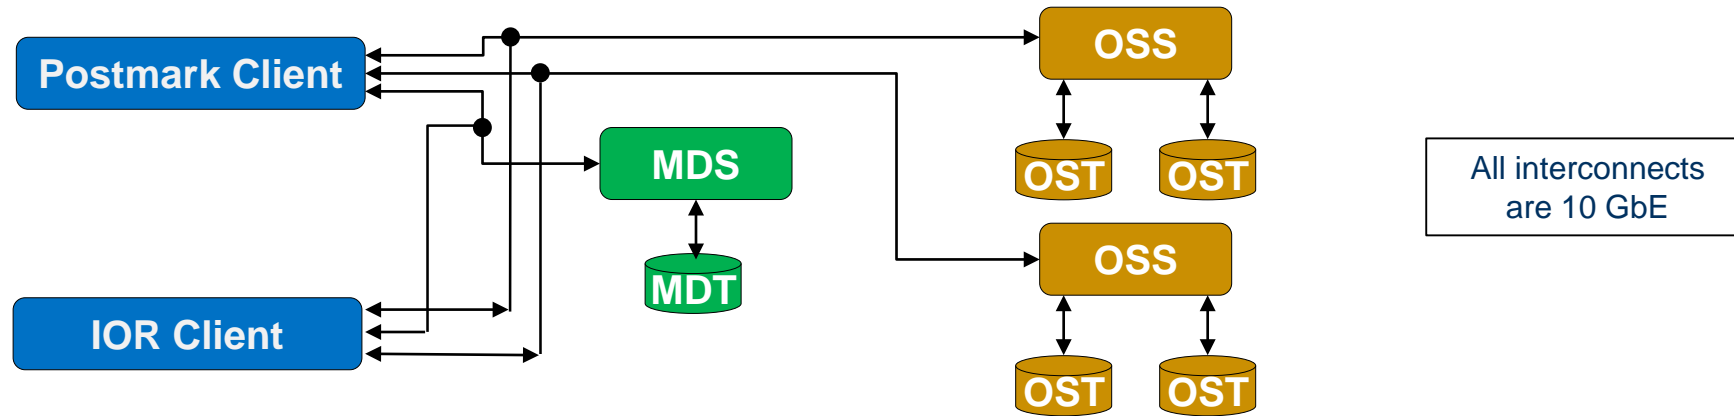 Postmark Client
OSS
OST
OST
MDS
MDT
All interconnects
are 10 GbE
OSS
IOR Client
OST
OST